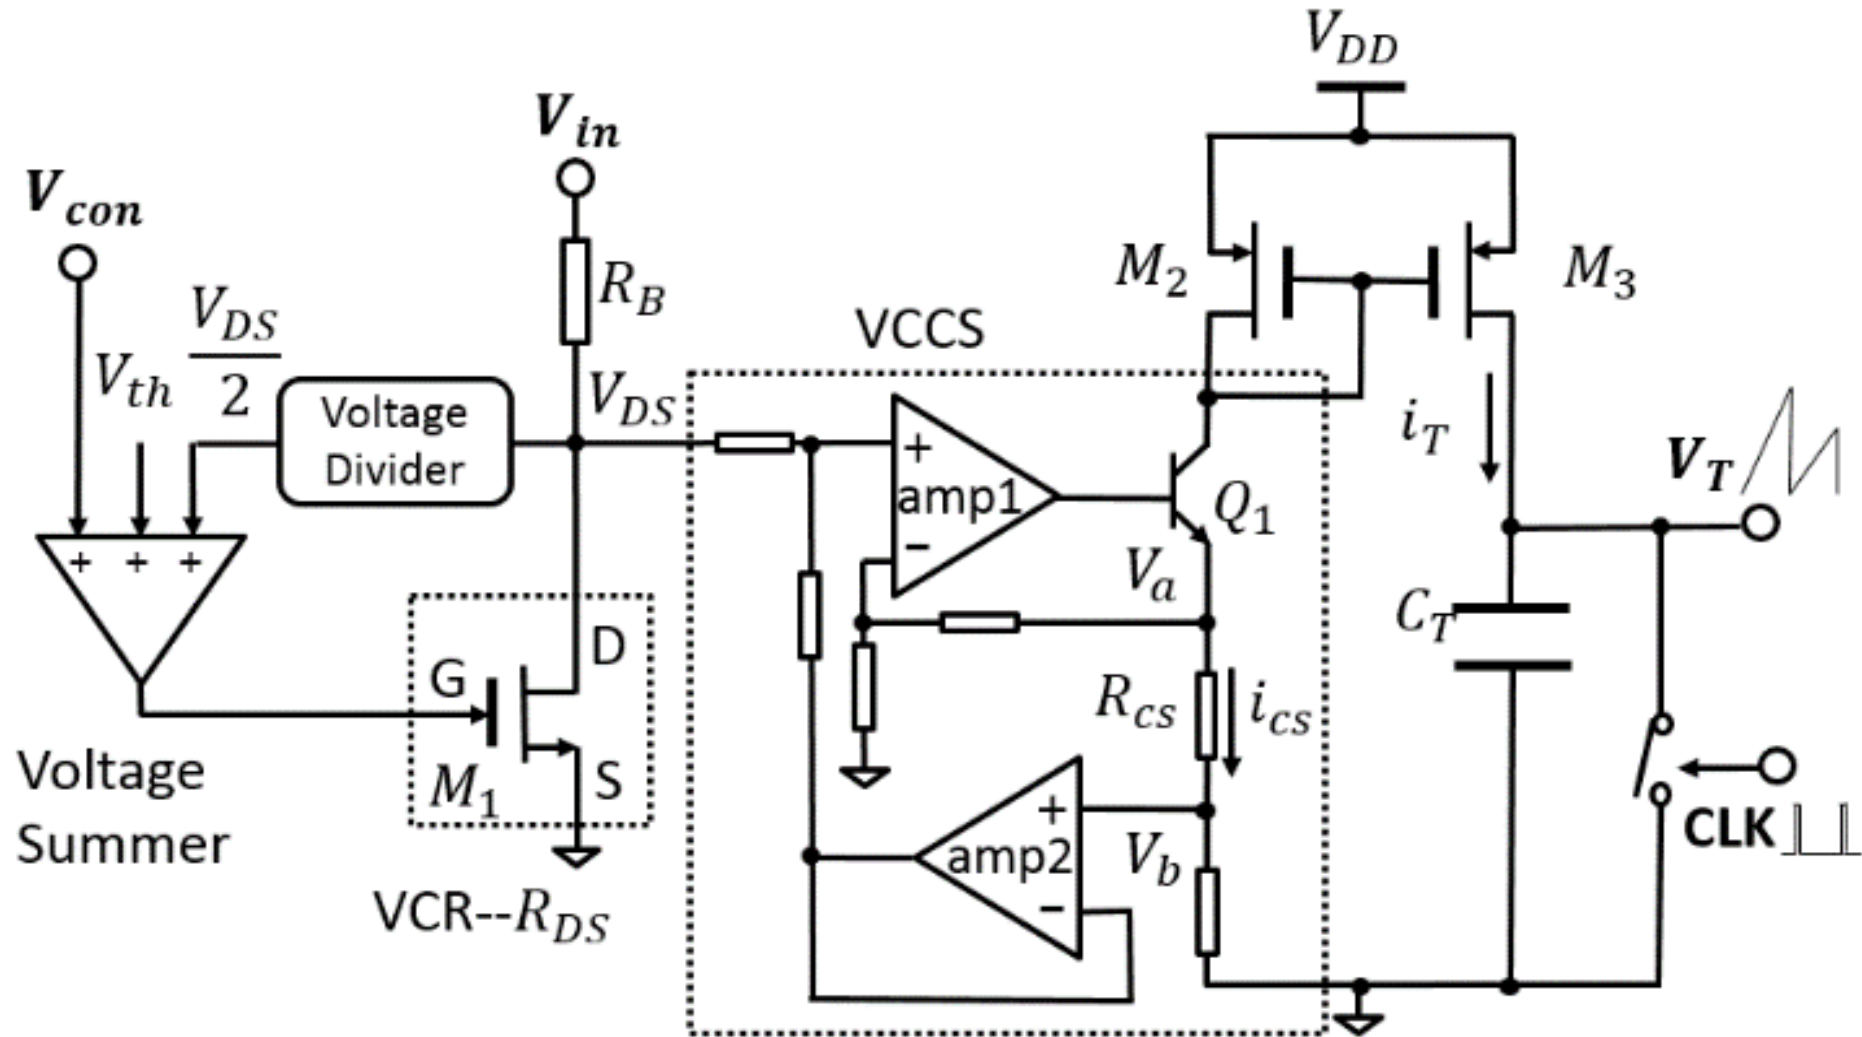 V_DD
V_in
V_con
R_B
M_2
M_3
V_DS
2
V_th
VCCS
Voltage
Divider
V_DS
i_T
V_T
+
amp1
−
Q_1
+ + +
V_a
C_T
G
D
R_cs
i_cs
M_1
S
Voltage
Summer
+
amp2
−
V_b
CLK
VCR--R_DS